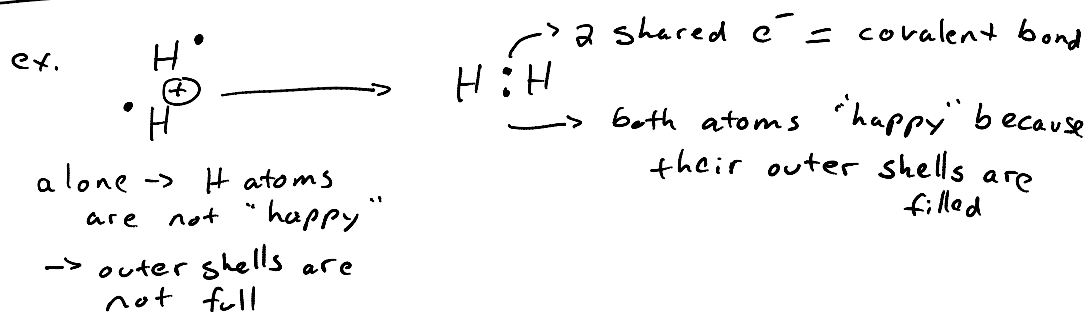 ex.
H•
⊕
•H
⟶
H:H
→ 2 shared e⁻ = covalent bond
→ both atoms "happy" because
their outer shells are
filled
alone -> H atoms
are not "happy"
-> outer shells are
not full